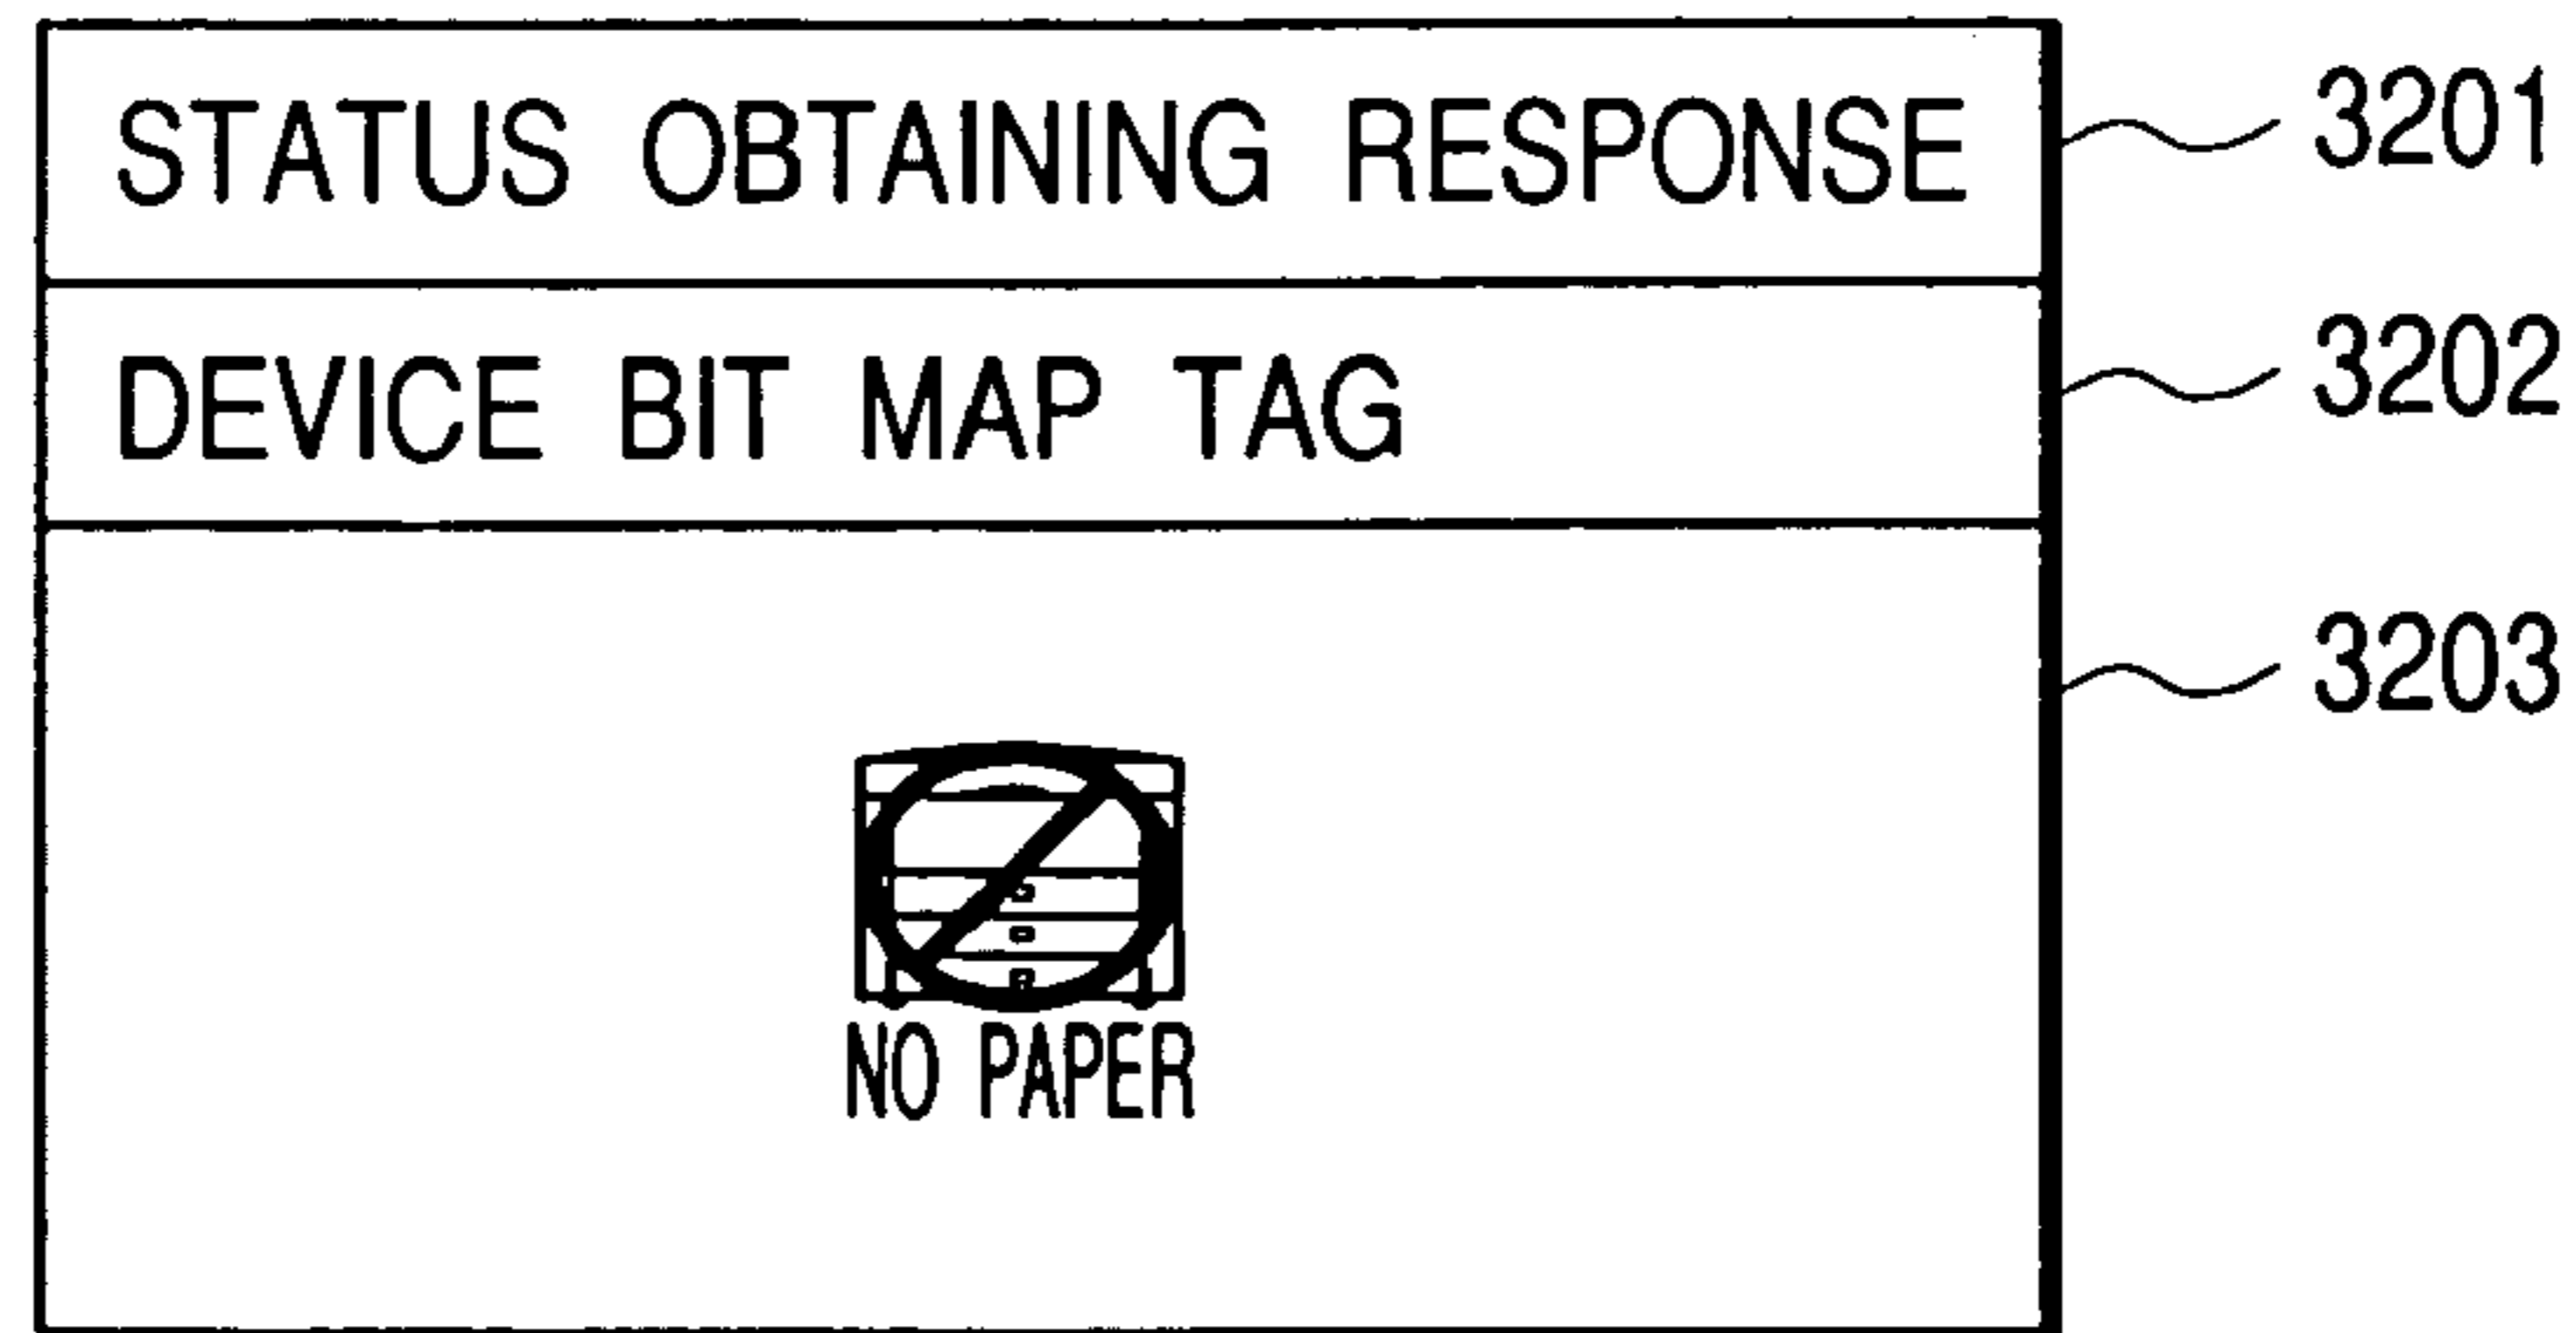 STATUS OBTAINING RESPONSE 3201
DEVICE BIT MAP TAG 3202
3203
NO PAPER